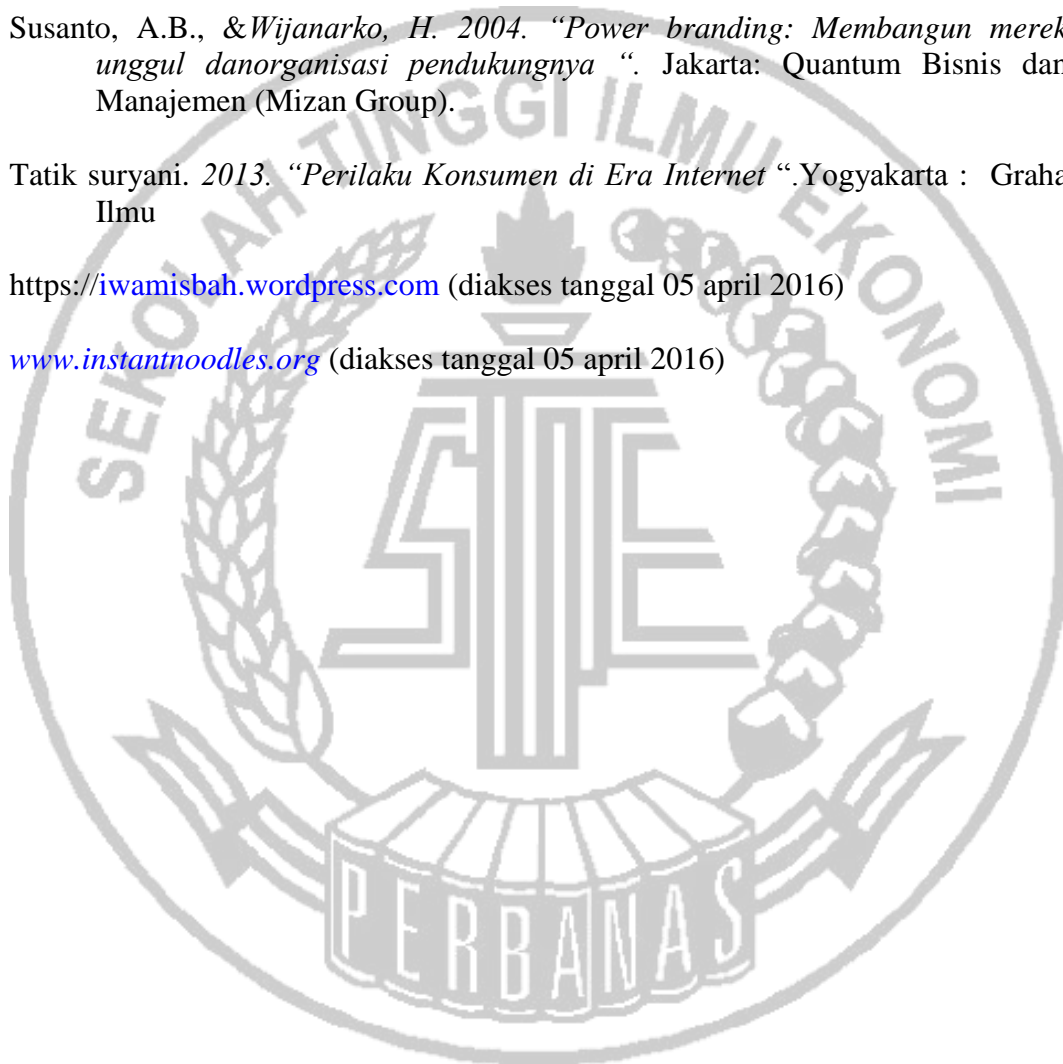 Susanto, A.B., &Wijanarko, H. 2004. “Power branding: Membangun merek
unggul danorganisasi pendukungnya “. Jakarta: Quantum Bisnis dan
Manajemen (Mizan Group).
Tatik suryani. 2013. “Perilaku Konsumen di Era Internet “.Yogyakarta : Graha
Ilmu
https://iwamisbah.wordpress.com (diakses tanggal 05 april 2016)
www.instantnoodles.org (diakses tanggal 05 april 2016)
SEKOLAH TINGGI ILMU EKONOMI
STIE
PERBANAS